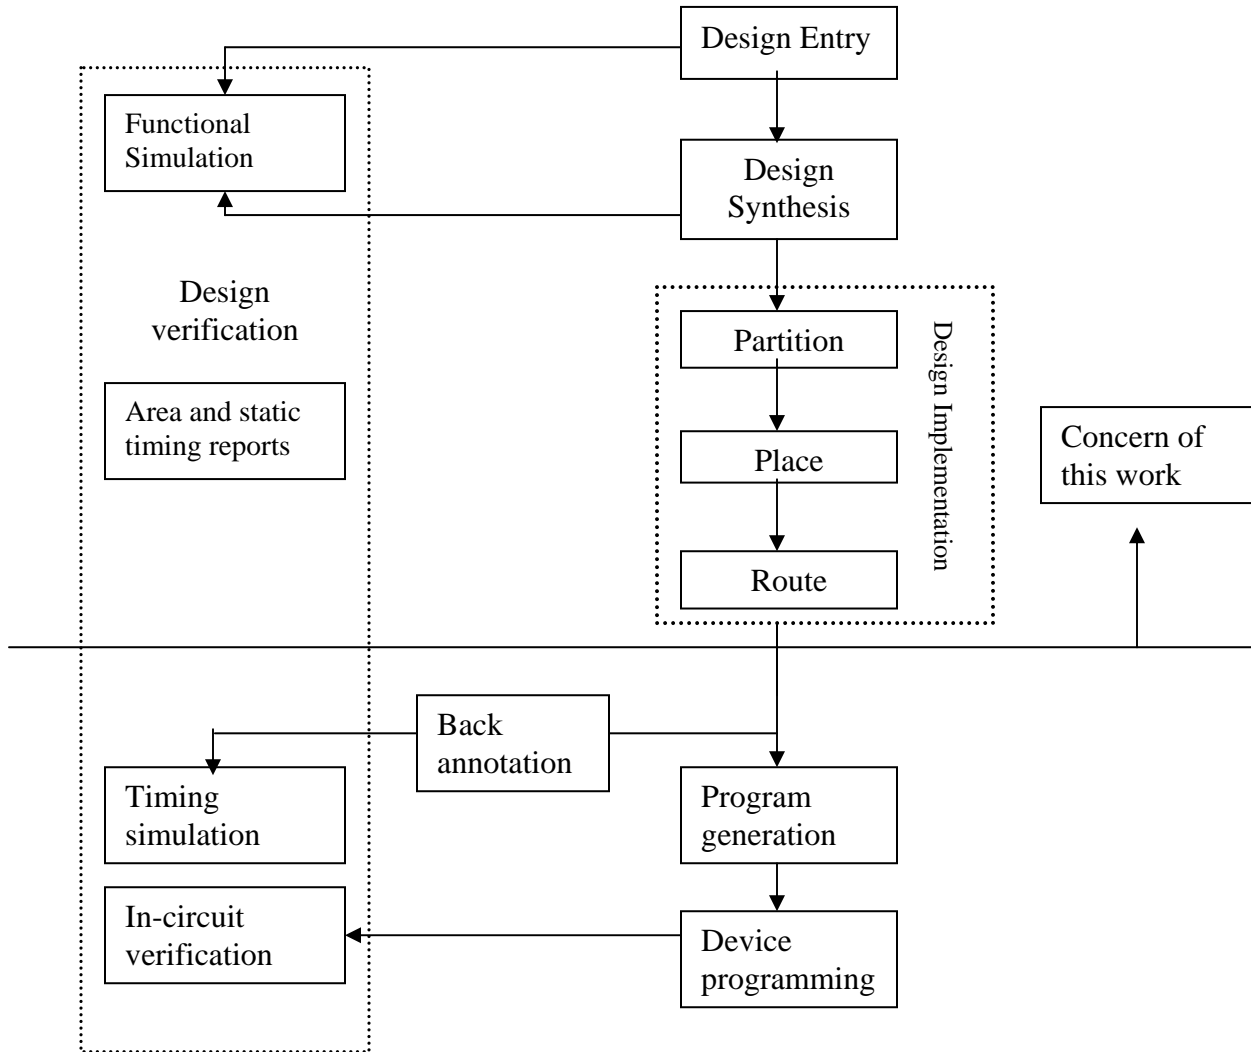 Design Entry
Functional
Simulation
Design
Synthesis
Design
verification
Partition
Design Implementation
Area and static
timing reports
Place
Concern of
this work
Route
Back
annotation
Timing
simulation
Program
generation
In-circuit
verification
Device
programming